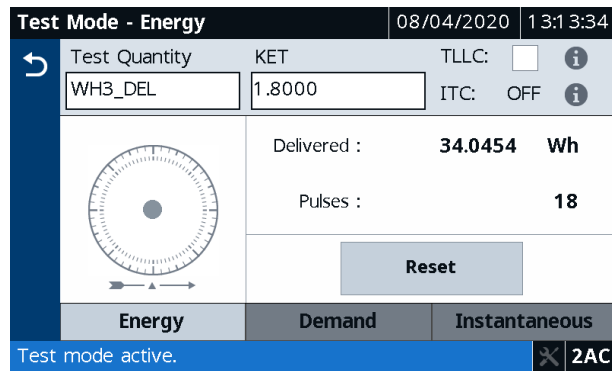 Test Mode - Energy 08/04/2020 13:13:34
Test Quantity KET TLLC: i
WH3_DEL 1.8000 ITC: OFF i
Delivered : 34.0454 Wh
Pulses : 18
Reset
Energy Demand Instantaneous
Test mode active. 2AC